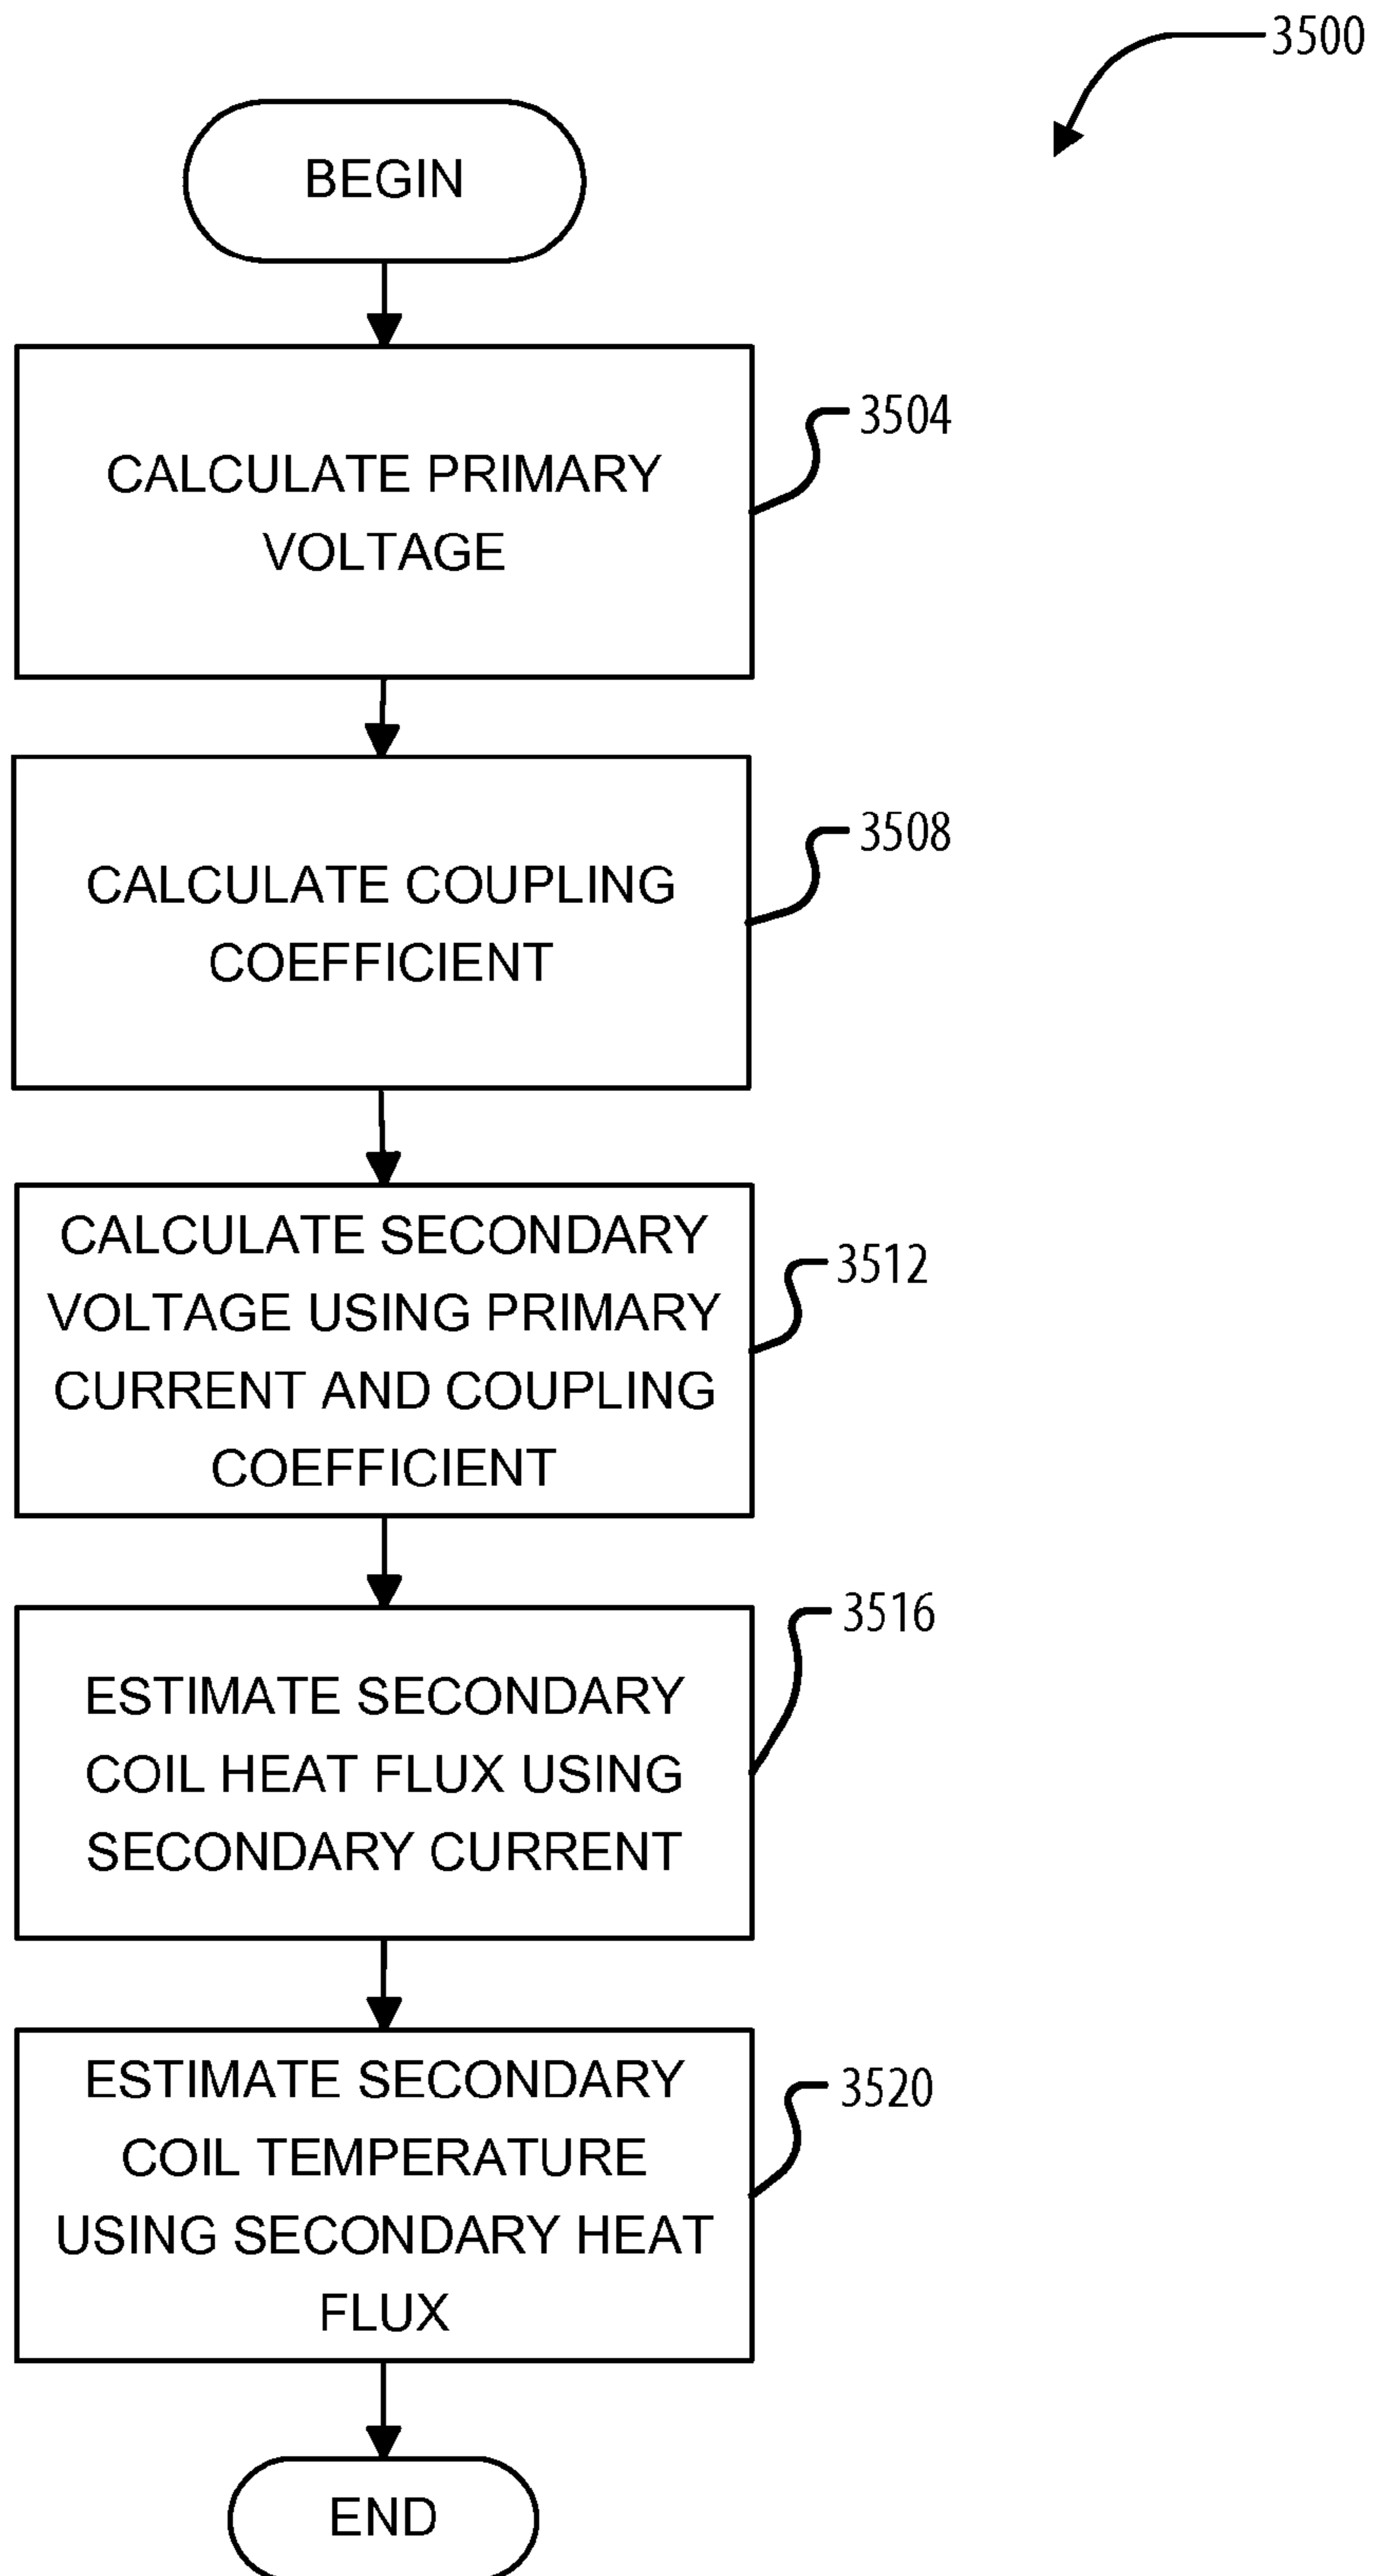 3500
BEGIN
CALCULATE PRIMARY
VOLTAGE
3504
CALCULATE COUPLING
COEFFICIENT
3508
CALCULATE SECONDARY
VOLTAGE USING PRIMARY
CURRENT AND COUPLING
COEFFICIENT
3512
ESTIMATE SECONDARY
COIL HEAT FLUX USING
SECONDARY CURRENT
3516
ESTIMATE SECONDARY
COIL TEMPERATURE
USING SECONDARY HEAT
FLUX
3520
END